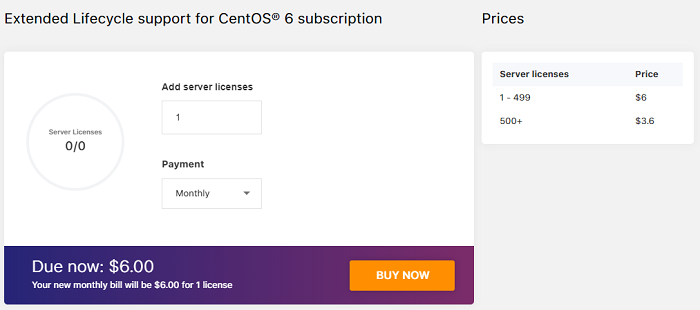 Extended Lifecycle support for CentOS® 6 subscription
Prices
Add server licenses
Server Licenses
0/0
1
Payment
Monthly
Server licenses Price
1 - 499 $6
500+ $3.6
Due now: $6.00
Your new monthly bill will be $6.00 for 1 license
BUY NOW